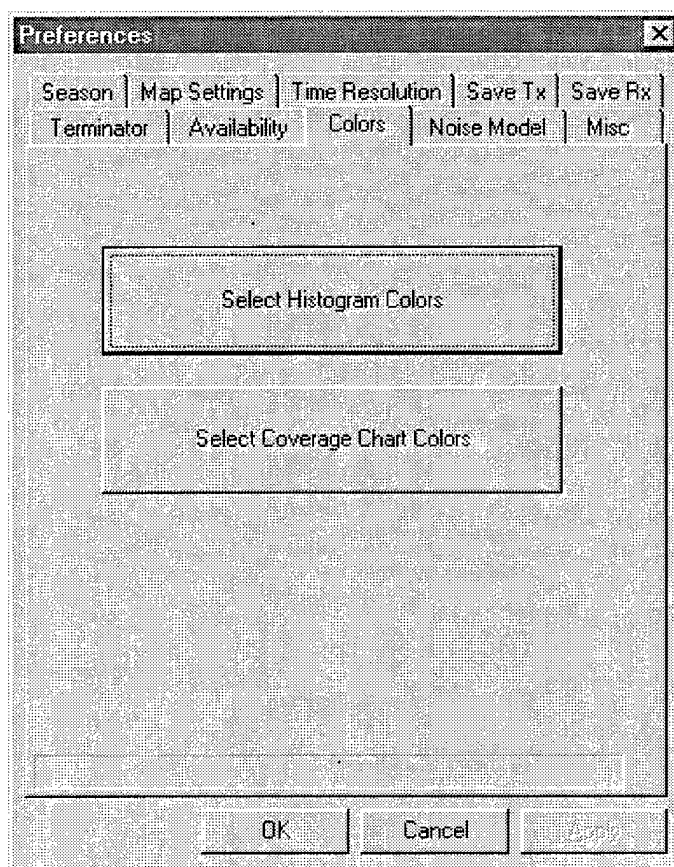 Preferences
Season Map Settings Time Resolution Save Tx Save Rx
Terminator Availability Colors Noise Model Misc
Select Histogram Colors
Select Coverage Chart Colors
OK Cancel Apply